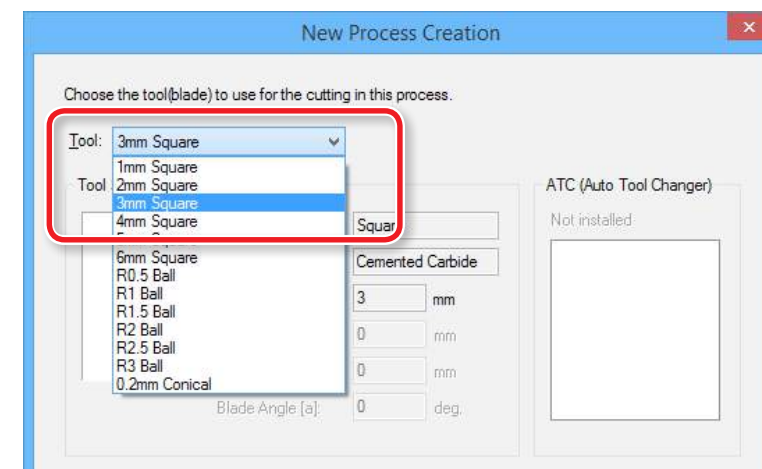 New Process Creation
Choose the tool(blade) to use for the cutting in this process.
Tool: 3mm Square
1mm Square
Tool 2mm Square
ATC (Auto Tool Changer)
3mm Square
4mm Square
Square
Not installed
6mm Square
Cemented Carbide
R0.5 Ball
R1 Ball
3 mm
R1.5 Ball
R2 Ball
0 mm
R2.5 Ball
R3 Ball
0 mm
0.2mm Conical
Blade Angle [a]: 0 deg.